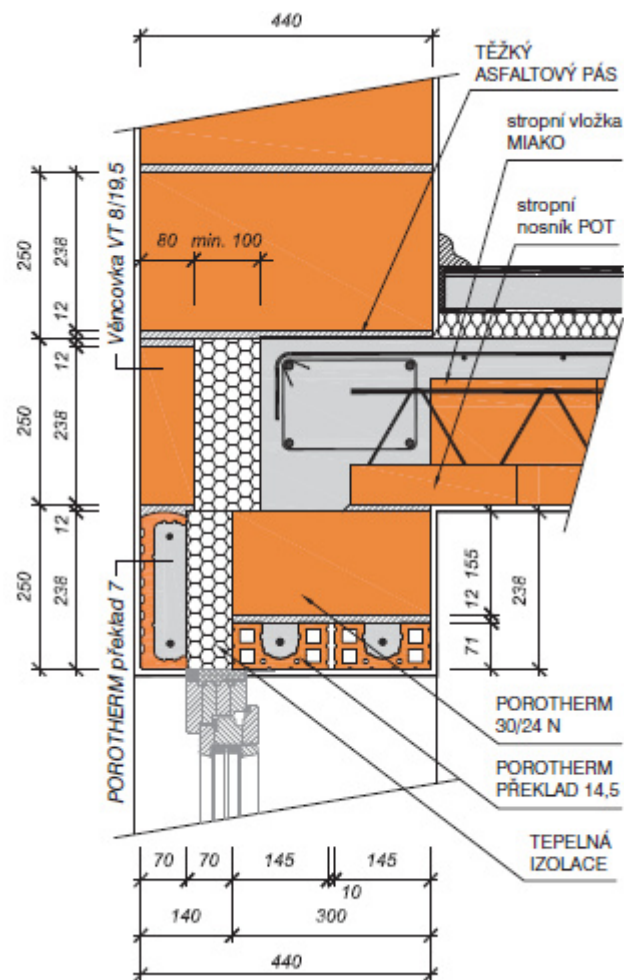 440
TĚŽKÝ
ASFALTOVÝ PÁS
stropní vložka
MIAKO
stropní
nosník POT
Věncovka VT 8/19,5
80 min. 100
250
238
12
12
250
238
12
250
238
POROTHERM překlad 7
155
12
71
238
POROTHERM
30/24 N
POROTHERM
PŘEKLAD 14,5
TEPELNÁ
IZOLACE
70 70 145 145
10
140 300
440